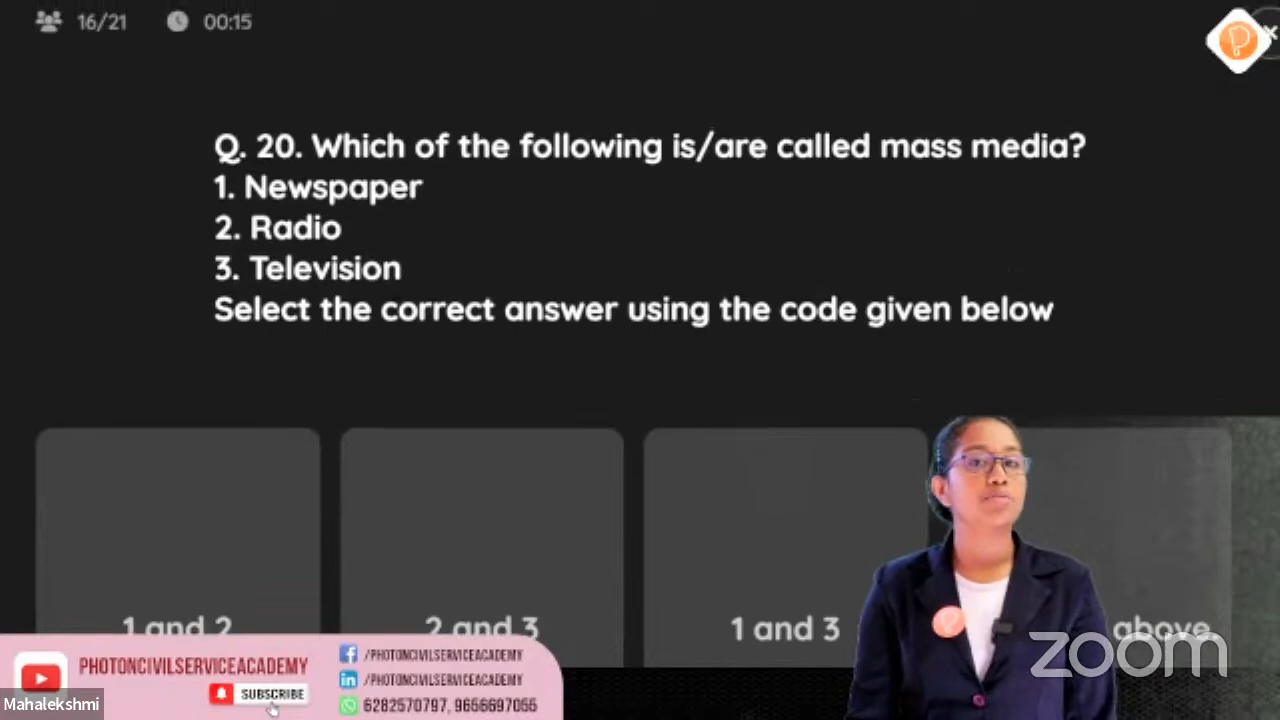 16/21 00:15
Q. 20. Which of the following is/are called mass media?
1. Newspaper
2. Radio
3. Television
Select the correct answer using the code given below
1 and 2
2 and 3
1 and 3
above.
zoom
PHOTONCIVILSERVICEACADEMY
SUBSCRIBE
/PHOTONCIVILSERVICEACADEMY
/PHOTONCIVILSERVICEACADEMY
6282570797, 9656697055
Mahalekshmi